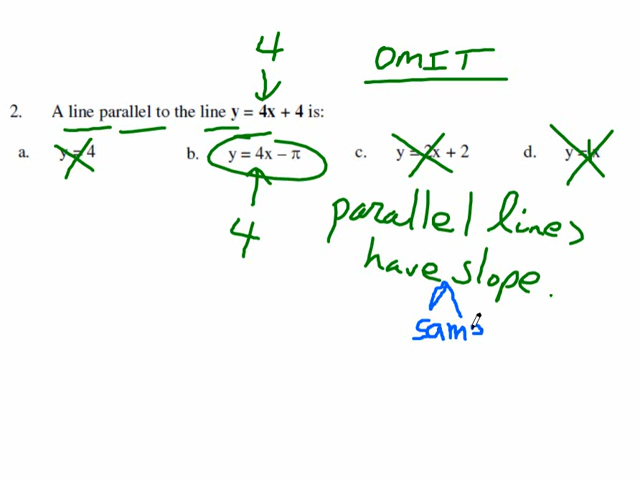 4
OMIT
2. A line parallel to the line y = 4x + 4 is:
a. y = 4 b. y = 4x – π c. y = 2x + 2 d. y =
4
parallel lines
have slope.
same